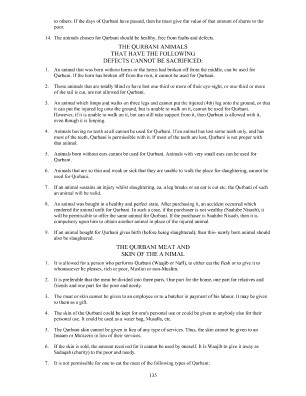 to others. If the days of Qurbani have passed, then he must give the value of that amount of shares to the
poor.
14. The animals chosen for Qurbani should be healthy, free from faults and defects.
THE QURBANI ANIMALS
THAT HAVE THE FOLLOWING
DEFECTS CANNOT BE SACRIFICED:
1. An animal that was born without horns or the horns had broken off from the middle, can be used for
Qurbani. If the horn has broken off from the root, it cannot be used for Qurbani.
2. Those animals that are totally blind or have lost one third or more of their eye sight, or one third or more
of the tail is cut, are not allowed for Qurbani.
3. An animal which limps and walks on three legs and cannot put the injured (4th) leg onto the ground, or that
it can put the injured leg onto the ground, but is unable to walk on it, cannot be used for Qurbani.
However, if it is unable to walk on it, but can still take support from it, then Qurbani is allowed with it,
even though it is limping.
4. Animals having no teeth at all cannot be used for Qurbani. If an animal has lost some teeth only, and has
most of the teeth, Qurbani is permissible with it. If most of the teeth are lost, Qurbani is not proper with
that animal.
5. Animals born without ears cannot be used for Qurbani. Animals with very small ears can be used for
Qurbani.
6. Animals that are so thin and weak or sick that they are unable to walk the place for slaughtering, cannot be
used for Qurbani.
7. If an animal sustains an injury whilst slaughtering, as, a leg breaks or an ear is cut etc. the Qurbani of such
an animal will be valid.
8. An animal was bought in a healthy and perfect state. After purchasing it, an accident occurred which
rendered the animal unfit for Qurbani. In such a case, if the purchaser is not wealthy (Saahibe Nisaab), it
will be permissible to offer the same animal for Qurbani. If the purchaser is Saahibe Nisaab, then it is
compulsory upon him to obtain another animal in place of the injured animal.
9. If an animal bought for Qurbani gives birth (before being slaughtered), then this newly born animal should
also be slaughtered.
THE QURBANI MEAT AND
SKIN OF THE ANIMAL
1. It is allowed for a person who performs Qurbani (Waajib or Nafl), to either eat the flesh or to give it to
whomsoever he pleases, rich or poor, Muslim or non-Muslim.
2. It is preferable that the meat be divided into three parts. One part for the home, one part for relatives and
friends and one part for the poor and needy.
3. The meat or skin cannot be given to an employee or to a butcher in payment of his labour. It may be given
to them as a gift.
4. The skin of the Qurbani could be kept for one's personal use or could be given to anybody else for their
personal use. It could be used as a water bag, Musalla, etc.
5. The Qurbani skin cannot be given in lieu of any type of services. Thus, the skin cannot be given to an
Imaam or Mu'azzin in lieu of their services.
6. If the skin is sold, the amount received for it cannot be used by oneself. It is Waajib to give it away as
Sadaqah (charity) to the poor and needy.
7. It is not permissible for one to eat the meat of the following types of Qurbani:
135